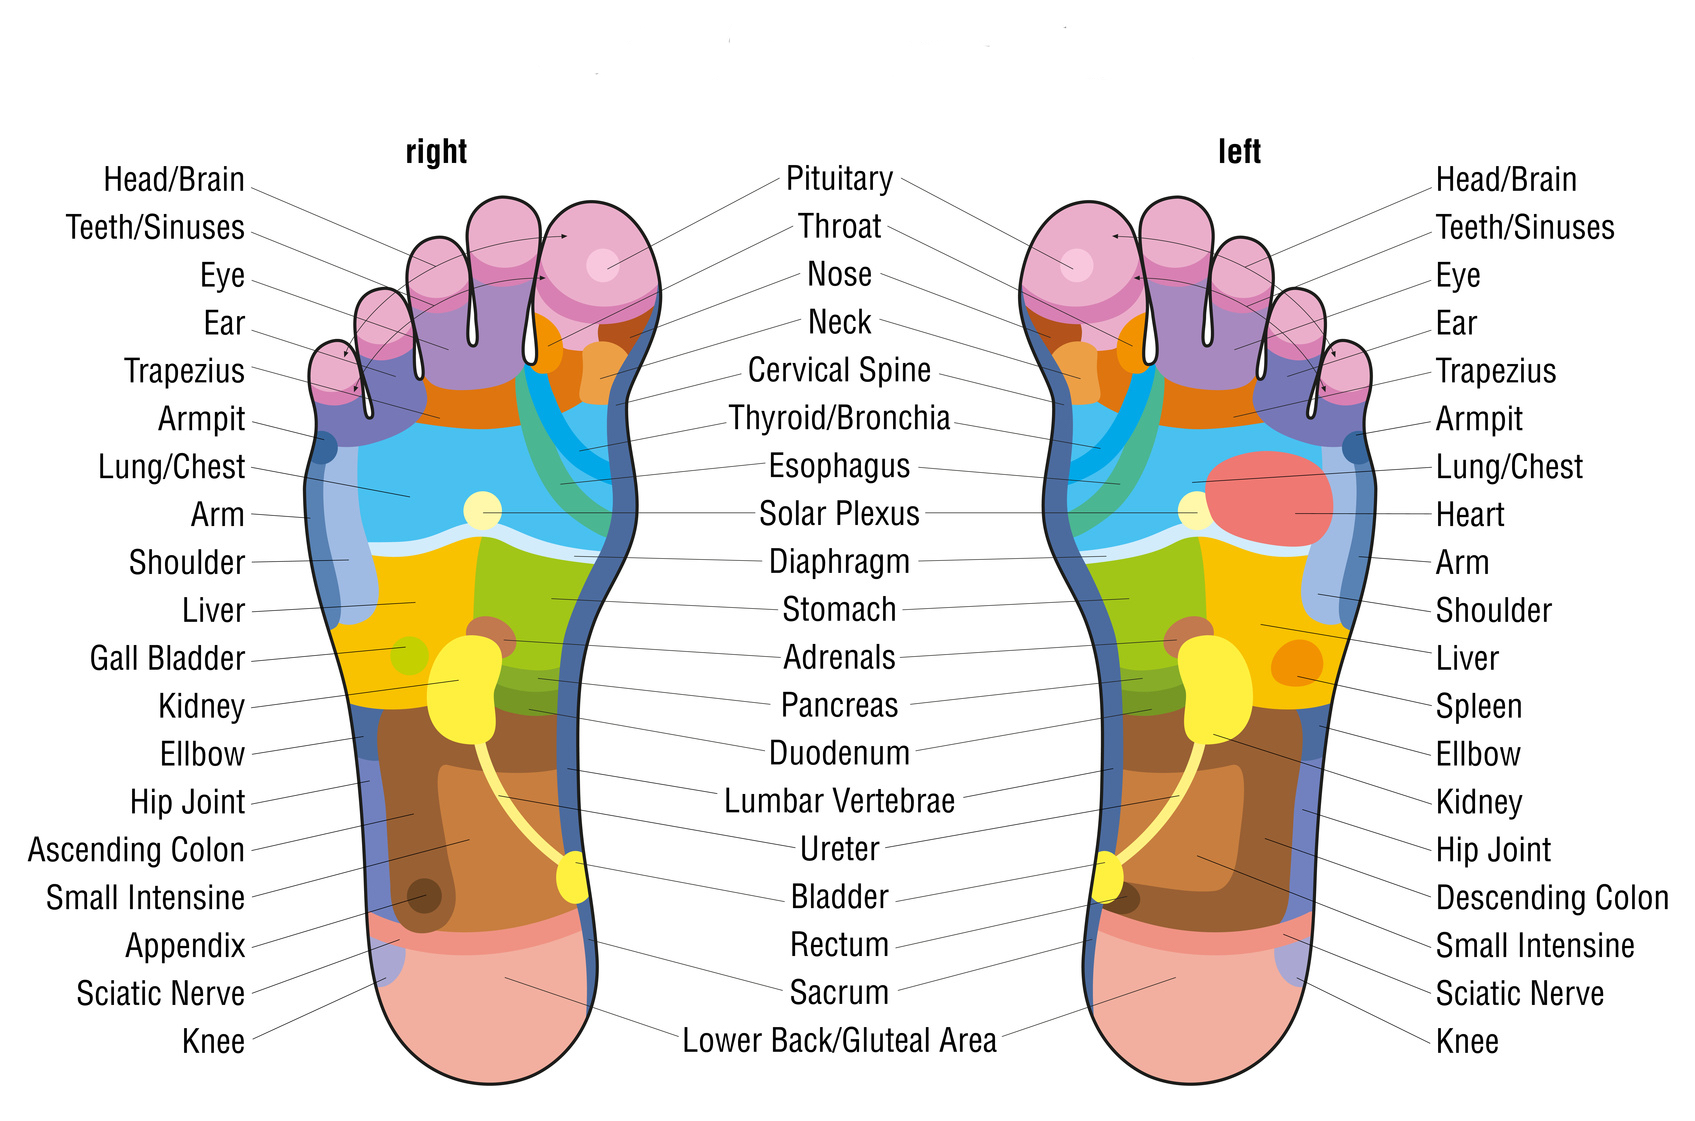 right
left
Head/Brain
Teeth/Sinuses
Eye
Ear
Trapezius
Armpit
Lung/Chest
Arm
Shoulder
Liver
Gall Bladder
Kidney
Ellbow
Hip Joint
Ascending Colon
Small Intensine
Appendix
Sciatic Nerve
Knee
Pituitary
Throat
Nose
Neck
Cervical Spine
Thyroid/Bronchia
Esophagus
Solar Plexus
Diaphragm
Stomach
Adrenals
Pancreas
Duodenum
Lumbar Vertebrae
Ureter
Bladder
Rectum
Sacrum
Lower Back/Gluteal Area
Head/Brain
Teeth/Sinuses
Eye
Ear
Trapezius
Armpit
Lung/Chest
Heart
Arm
Shoulder
Liver
Spleen
Ellbow
Kidney
Hip Joint
Descending Colon
Small Intensine
Sciatic Nerve
Knee